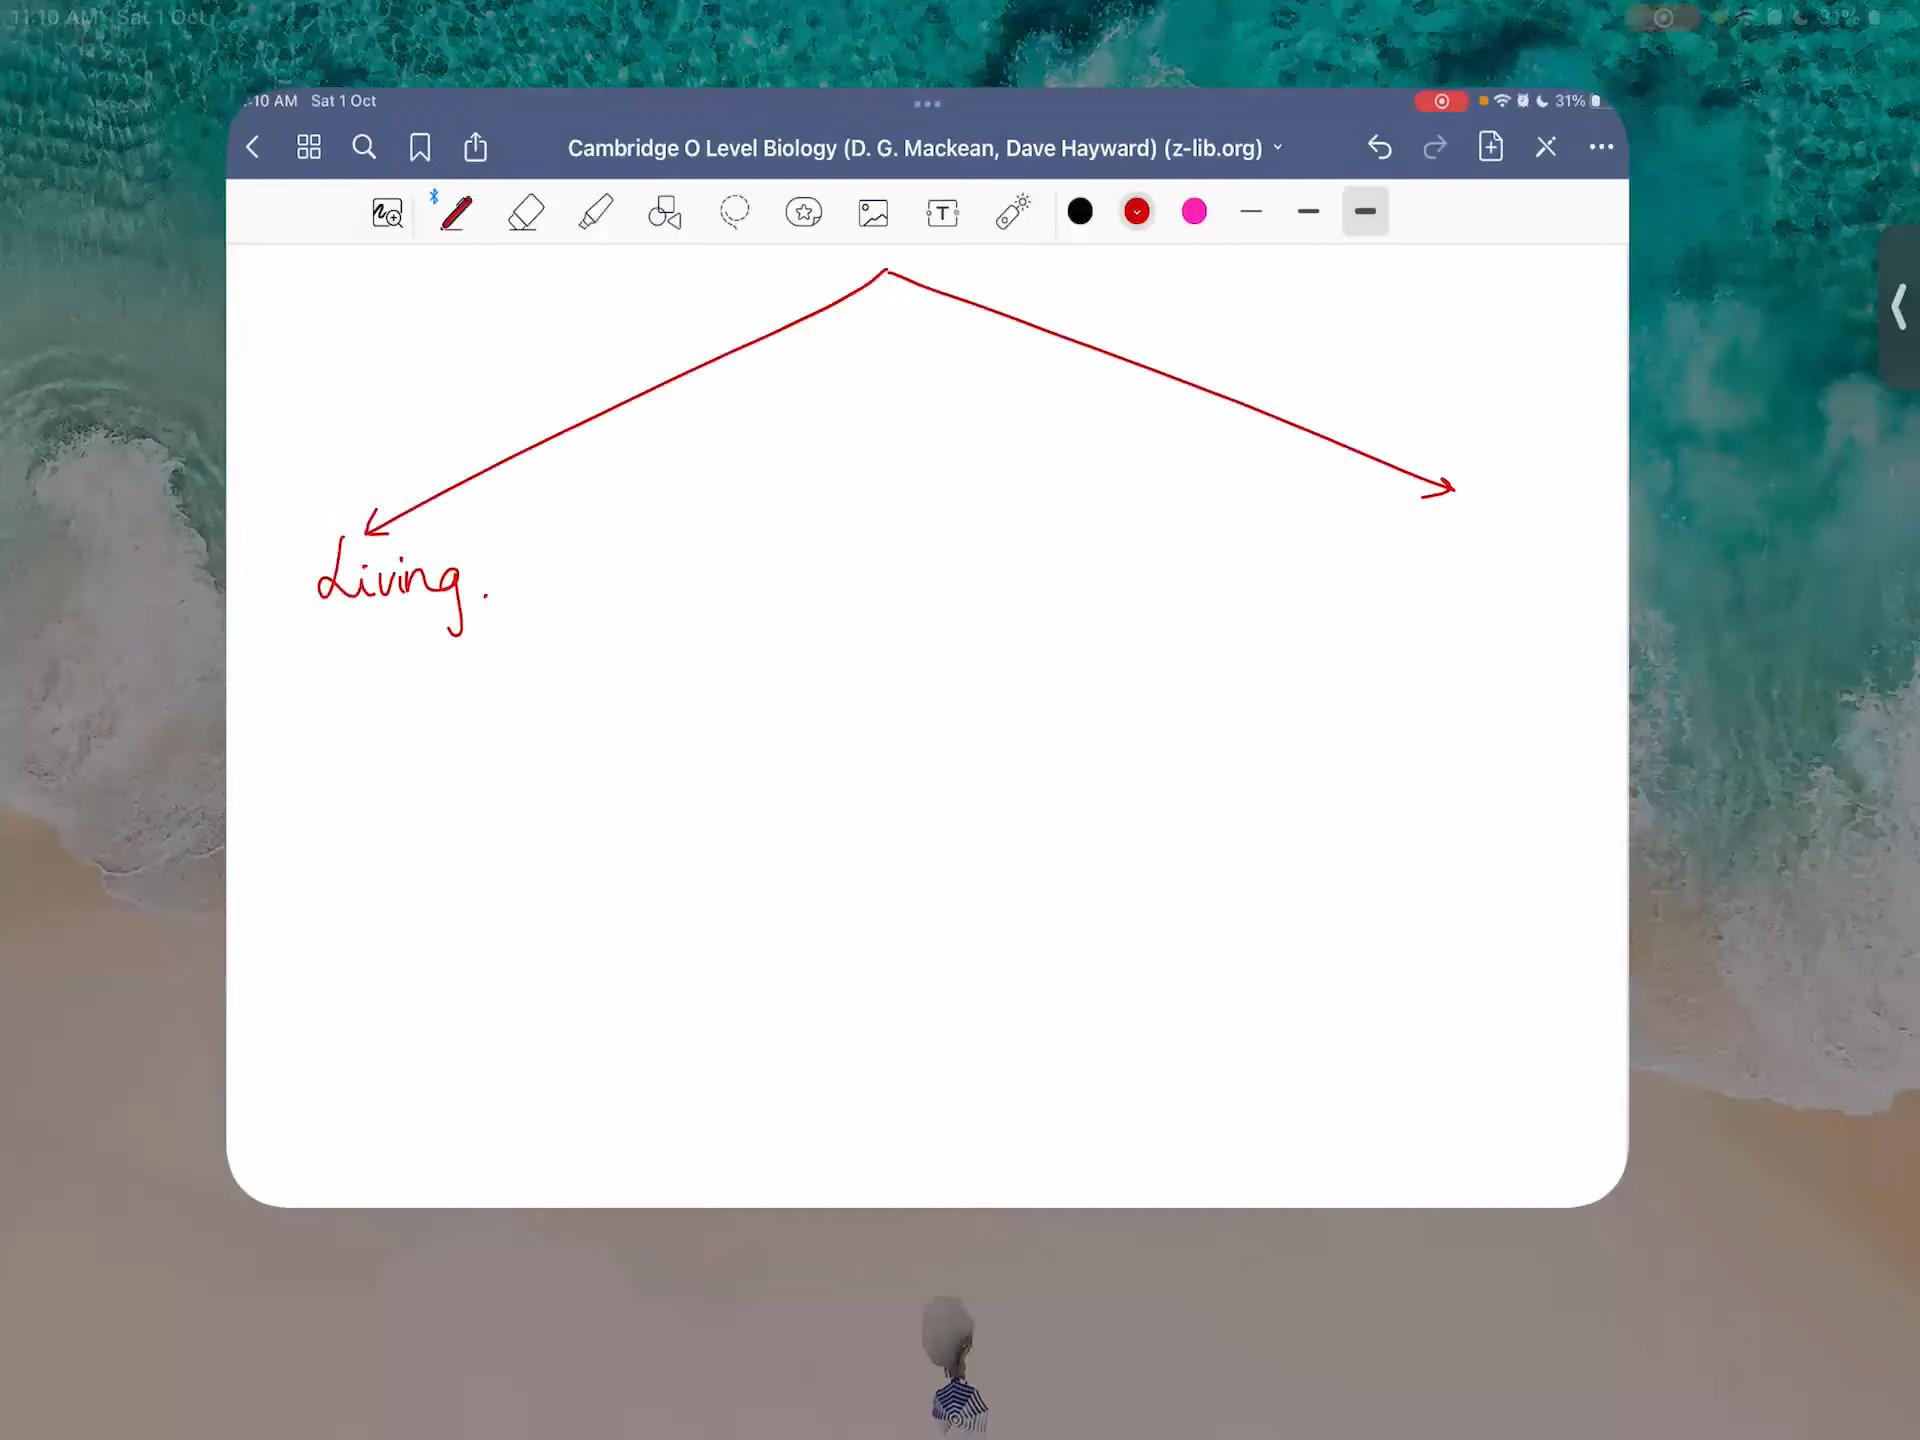 11:10 AM Sat 1 Oct
31%
:10 AM Sat 1 Oct
31%
Cambridge O Level Biology (D. G. Mackean, Dave Hayward) (z-lib.org)
T
Living.